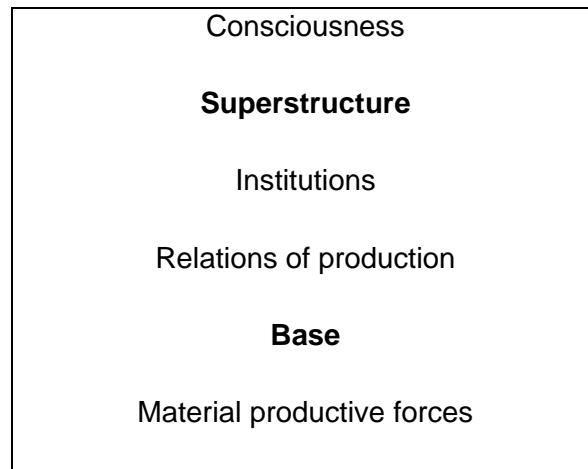 Consciousness
Superstructure
Institutions
Relations of production
Base
Material productive forces